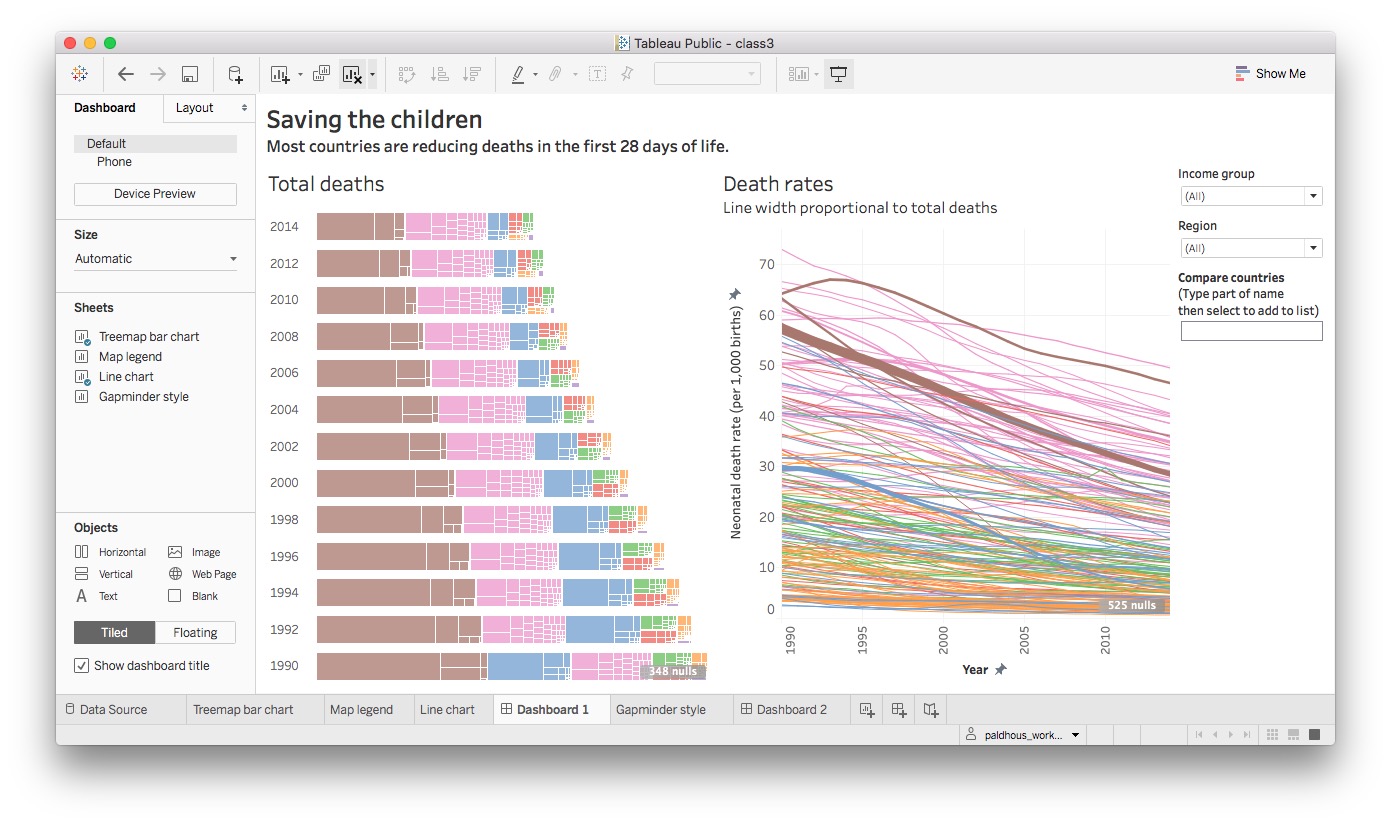 Tableau Public - class3
Show Me
Dashboard
Layout
Default
Phone
Device Preview
Size
Automatic
Sheets
Treemap bar chart
Map legend
Line chart
Gapminder style
Objects
Horizontal
Image
Vertical
Web Page
A Text
Blank
Tiled
Floating
Show dashboard title
Saving the children
Most countries are reducing deaths in the first 28 days of life.
Total deaths
2014
2012
2010
2008
2006
2004
2002
2000
1998
1996
1994
1992
1990
348 nulls
Death rates
Line width proportional to total deaths
Neonatal death rate (per 1,000 births)
70
60
50
40
30
20
10
0
525 nulls
1990
1995
2000
2005
2010
Year
Income group
(All)
Region
(All)
Compare countries
(Type part of name
then select to add to list)
Data Source
Treemap bar chart
Map legend
Line chart
Dashboard 1
Gapminder style
Dashboard 2
paldhous_work...